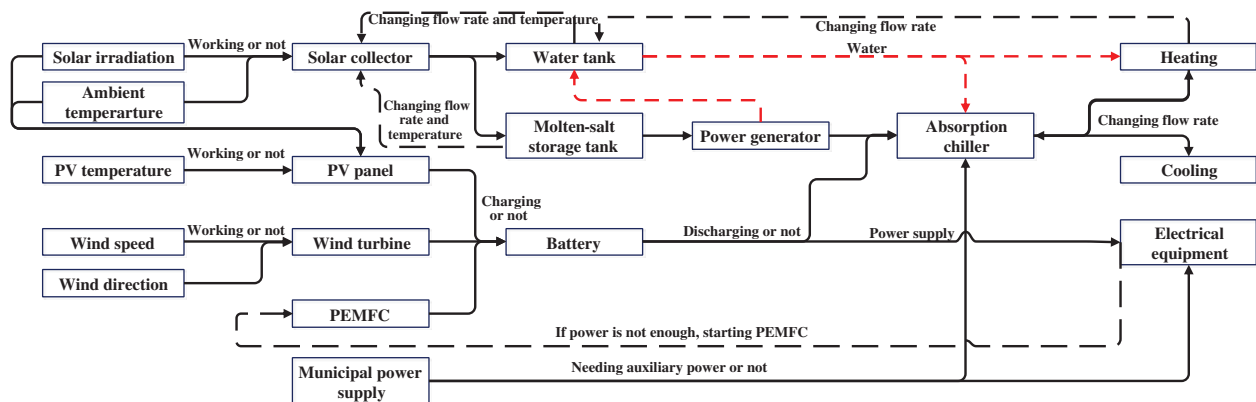 Changing flow rate and temperature
Changing flow rate
Solar irradiation
Working or not
Solar collector
Water tank
Water
Heating
Ambient
temperarture
Changing flow
rate and
temperature
Molten-salt
storage tank
Power generator
Absorption
chiller
Changing flow rate
PV temperature
Working or not
PV panel
Cooling
Charging
or not
Wind speed
Working or not
Wind turbine
Battery
Discharging or not
Power supply
Electrical
equipment
Wind direction
PEMFC
If power is not enough, starting PEMFC
Municipal power
supply
Needing auxiliary power or not